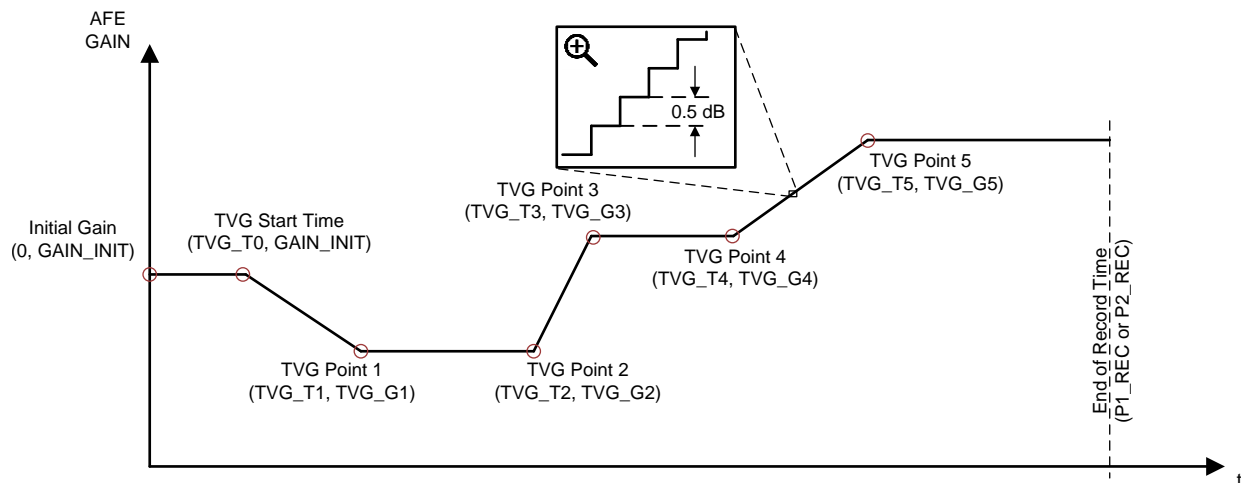 AFE
GAIN
0.5 dB
TVG Point 5
(TVG_T5, TVG_G5)
TVG Point 3
(TVG_T3, TVG_G3)
TVG Start Time
(TVG_T0, GAIN_INIT)
Initial Gain
(0, GAIN_INIT)
TVG Point 4
(TVG_T4, TVG_G4)
TVG Point 1
(TVG_T1, TVG_G1)
TVG Point 2
(TVG_T2, TVG_G2)
End of Record Time
(P1_REC or P2_REC)
t